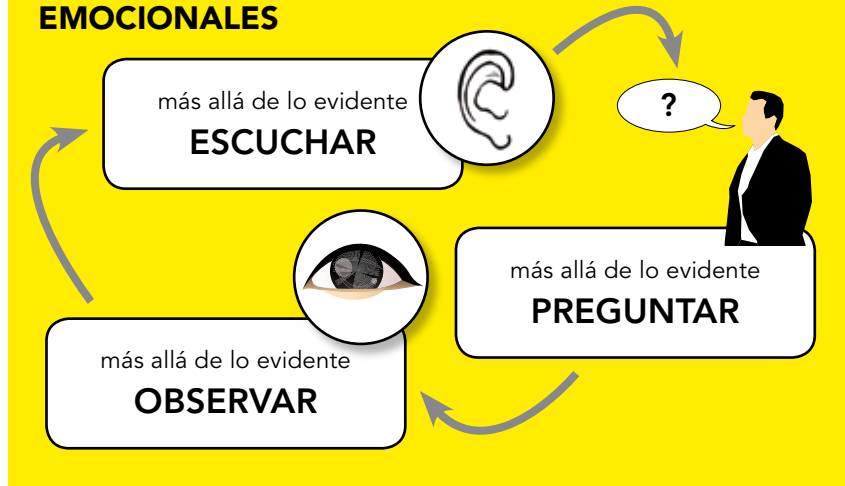 EMOCIONALES
más allá de lo evidente
ESCUCHAR
?
más allá de lo evidente
PREGUNTAR
más allá de lo evidente
OBSERVAR